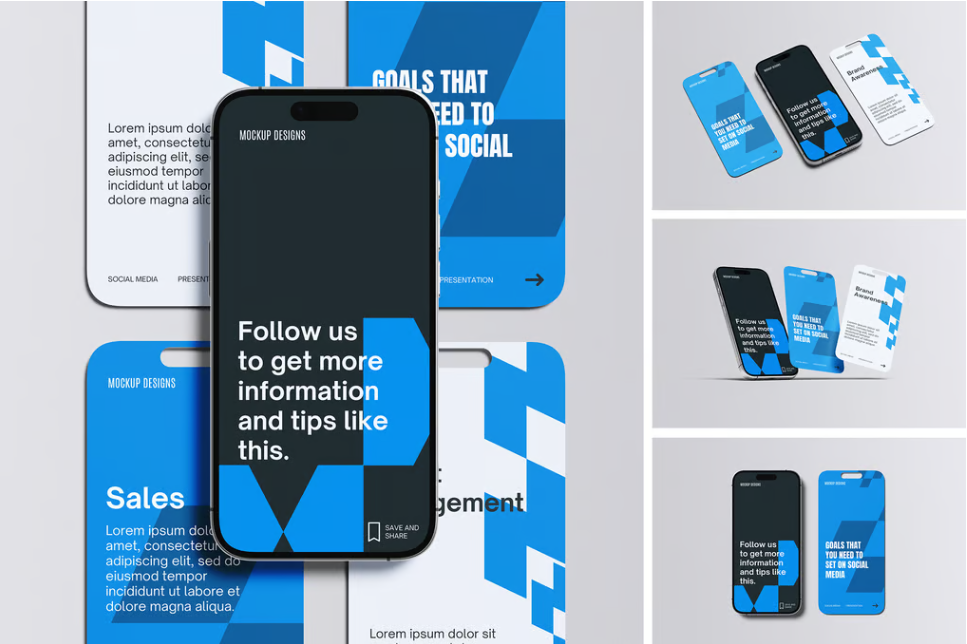 Lorem ipsum dolo
amet, consectetu
adipiscing elit, se
eiusmod tempor
incididunt ut labor
dolore magna aliq
SOCIAL MEDIA
PRESENT
GOALS THAT
EED TO
SOCIAL
PRESENTATION
MOCKUP DESIGNS
Follow us
to get more
information
and tips like
this.
SAVE AND
SHARE
MOCKUP DESIGNS
Sales
Lorem ipsum dolo
amet, consectetur
adipiscing elit, sed do
eiusmod tempor
incididunt ut labore et
dolore magna aliqua.
gement
Lorem ipsum dolor sit
GOALS THAT
YOU NEED TO
SET ON SOCIAL
MEDIA
Follow us
to get more
information
and tips like
this.
Brand
Awareness
Follow us
to get more
information
and tips like
this.
GOALS THAT
YOU NEED TO
SET ON SOCIAL
MEDIA
Brand
Awareness
MOCKUP DESIGNS
Follow us
to get more
information
and tips like
this.
GOALS THAT
YOU NEED TO
SET ON SOCIAL
MEDIA